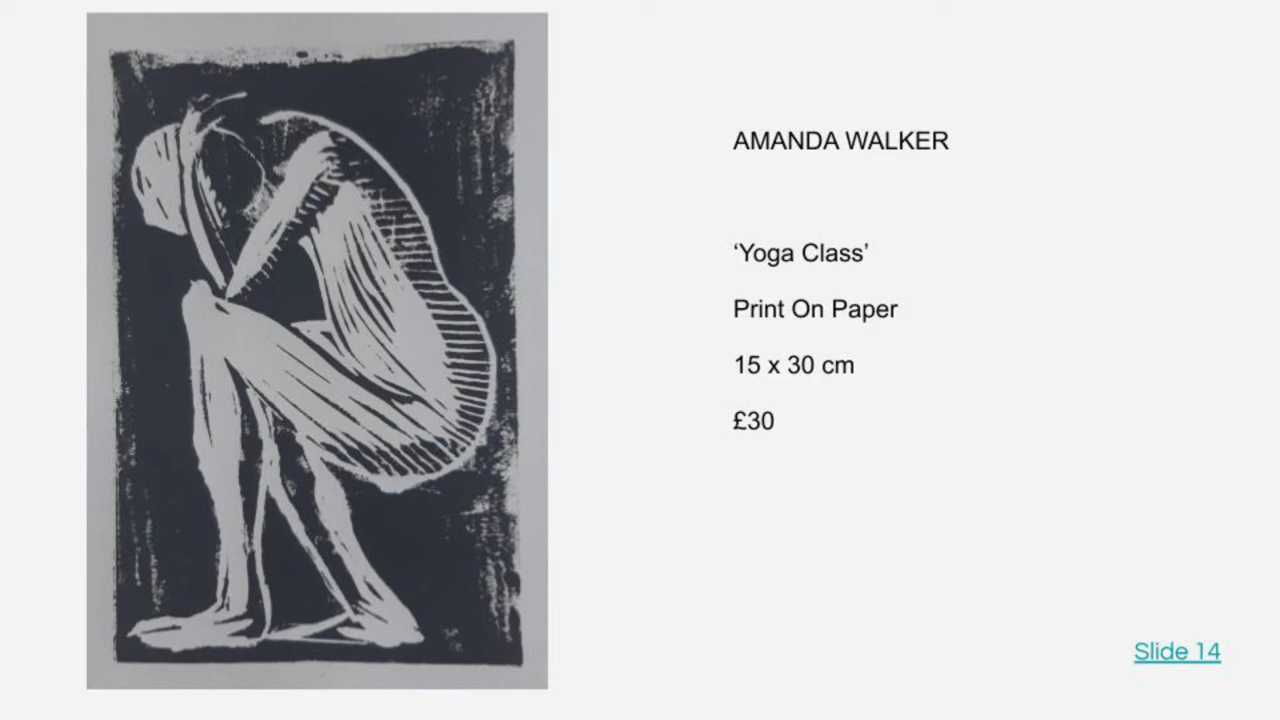 AMANDA WALKER
‘Yoga Class’
Print On Paper
15 x 30 cm
£30
Slide 14